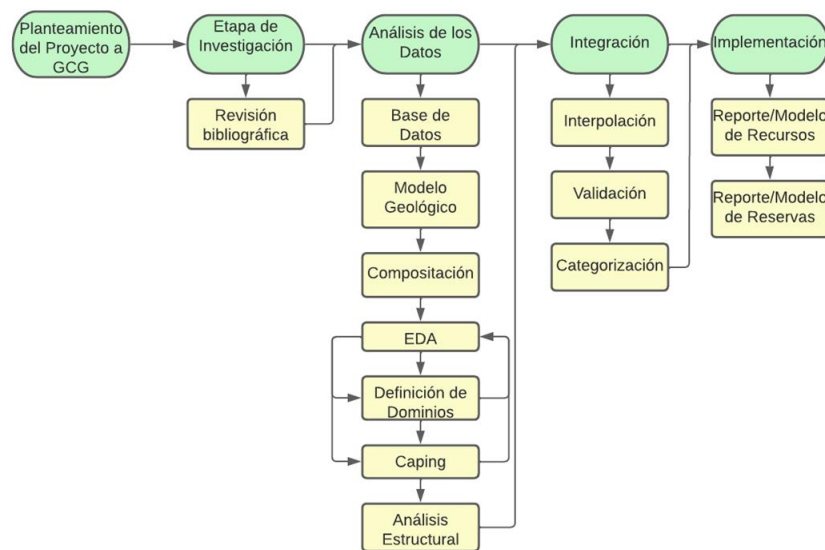 Planteamiento
del Proyecto a
GCG
Etapa de
Investigación
Revisión
bibliográfica
Análisis de los
Datos
Base de
Datos
Modelo
Geológico
Compositación
EDA
Definición de
Dominios
Caping
Análisis
Estructural
Integración
Interpolación
Validación
Categorización
Implementación
Reporte/Modelo
de Recursos
Reporte/Modelo
de Reservas